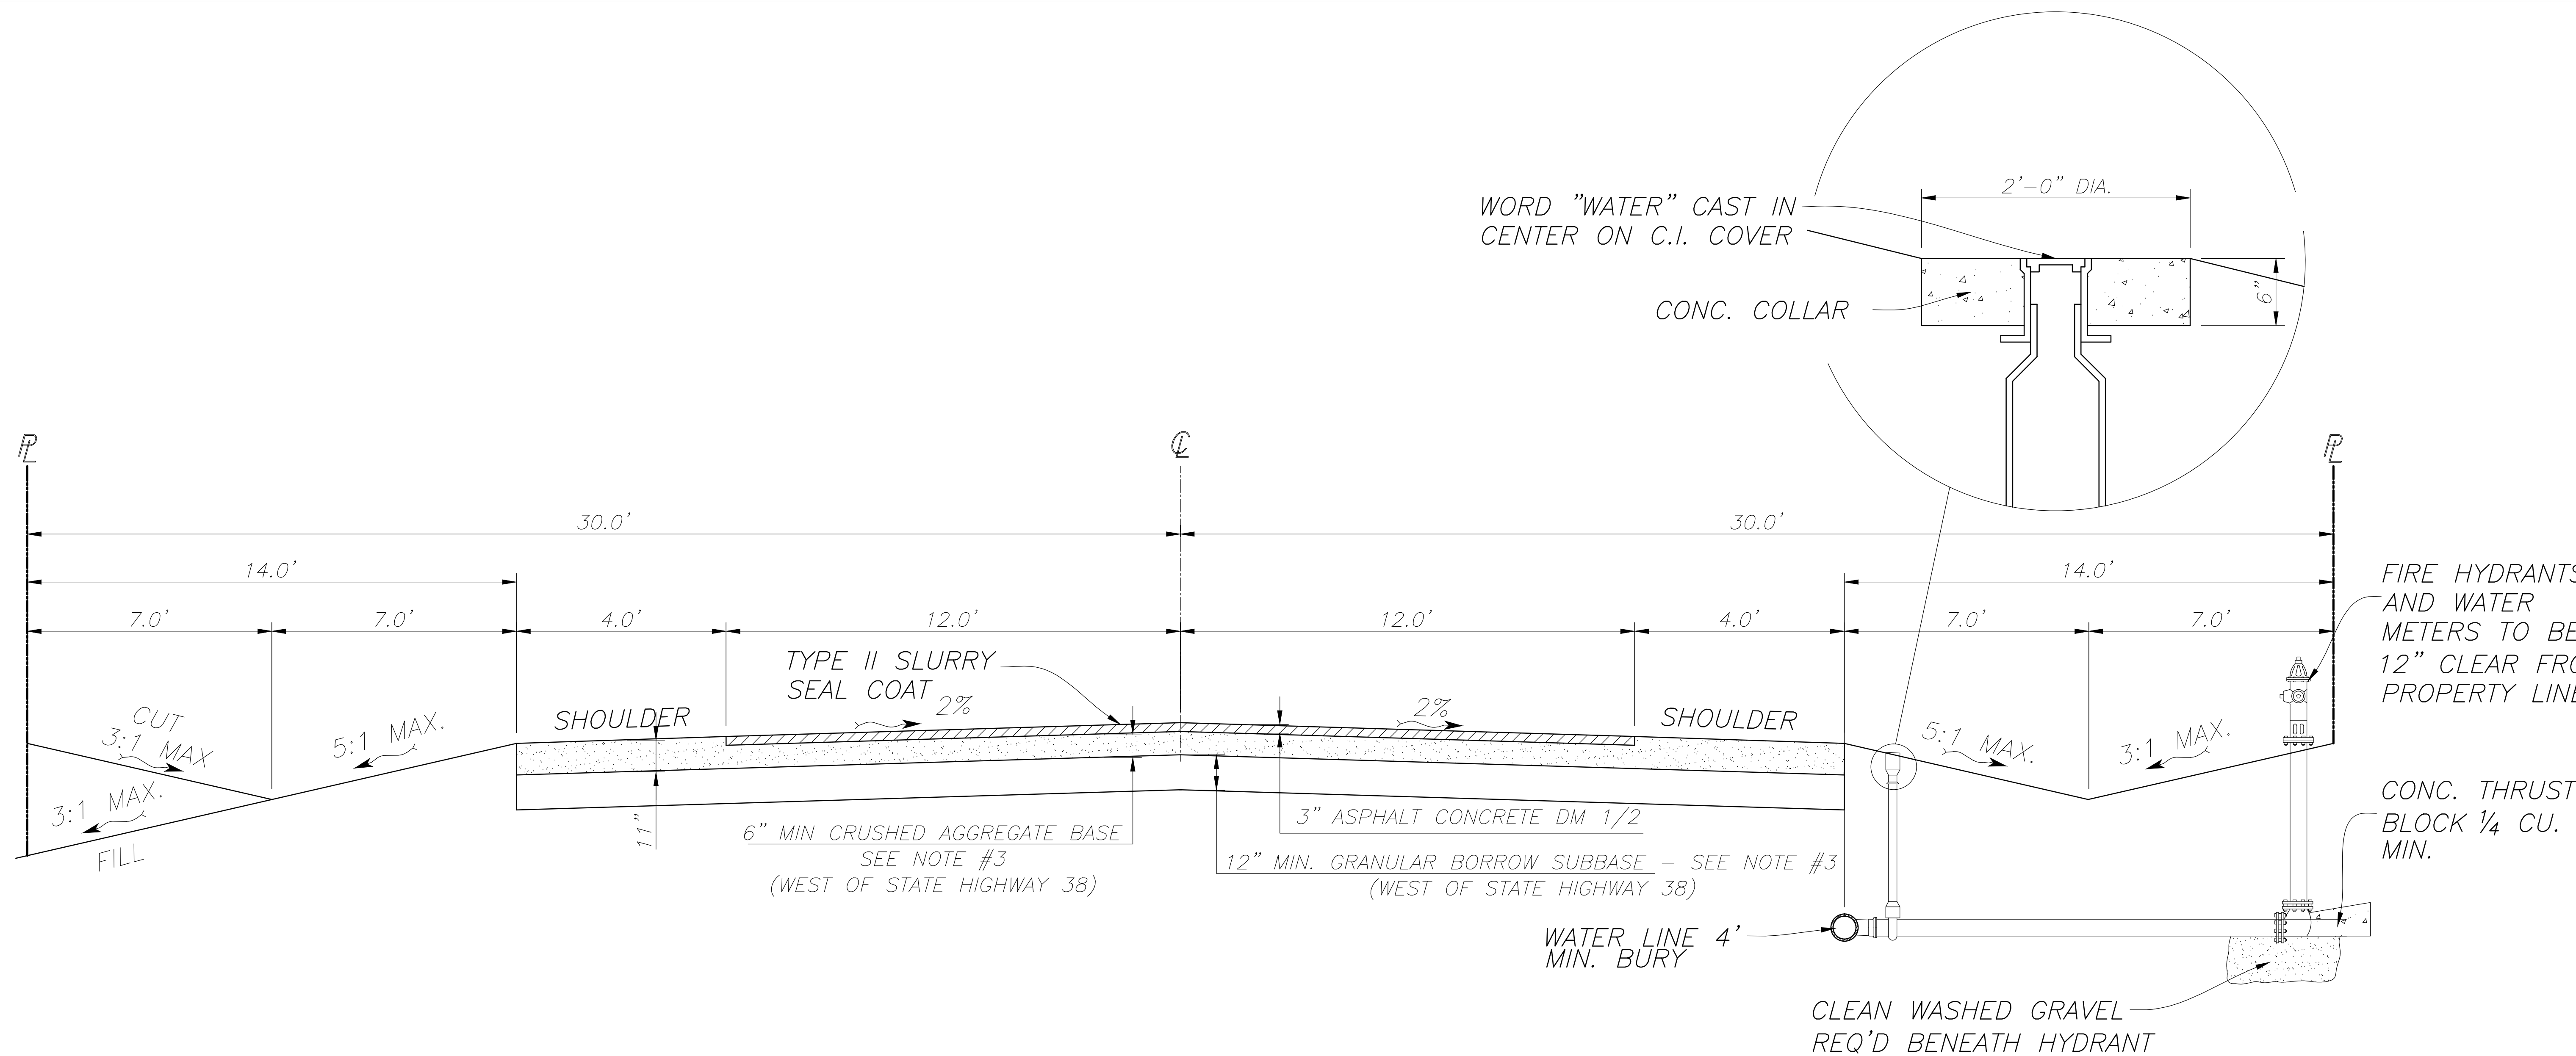 2'-0" DIA.
WORD "WATER" CAST IN
CENTER ON C.I. COVER
CONC. COLLAR
6"
PL
CL
PL
30.0'
30.0'
14.0'
14.0'
7.0'
7.0'
4.0'
12.0'
12.0'
4.0'
7.0'
7.0'
FIRE HYDRANTS
AND WATER
METERS TO BE
12" CLEAR FRO
PROPERTY LINE
TYPE II SLURRY
SEAL COAT
2%
2%
SHOULDER
SHOULDER
CUT
3:1 MAX
5:1 MAX.
3:1 MAX.
FILL
5:1 MAX.
3:1 MAX.
11"
6" MIN CRUSHED AGGREGATE BASE
SEE NOTE #3
(WEST OF STATE HIGHWAY 38)
3" ASPHALT CONCRETE DM 1/2
12" MIN. GRANULAR BORROW SUBBASE – SEE NOTE #3
(WEST OF STATE HIGHWAY 38)
CONC. THRUST
BLOCK ¼ CU.
MIN.
WATER LINE 4'
MIN. BURY
CLEAN WASHED GRAVEL
REQ'D BENEATH HYDRANT